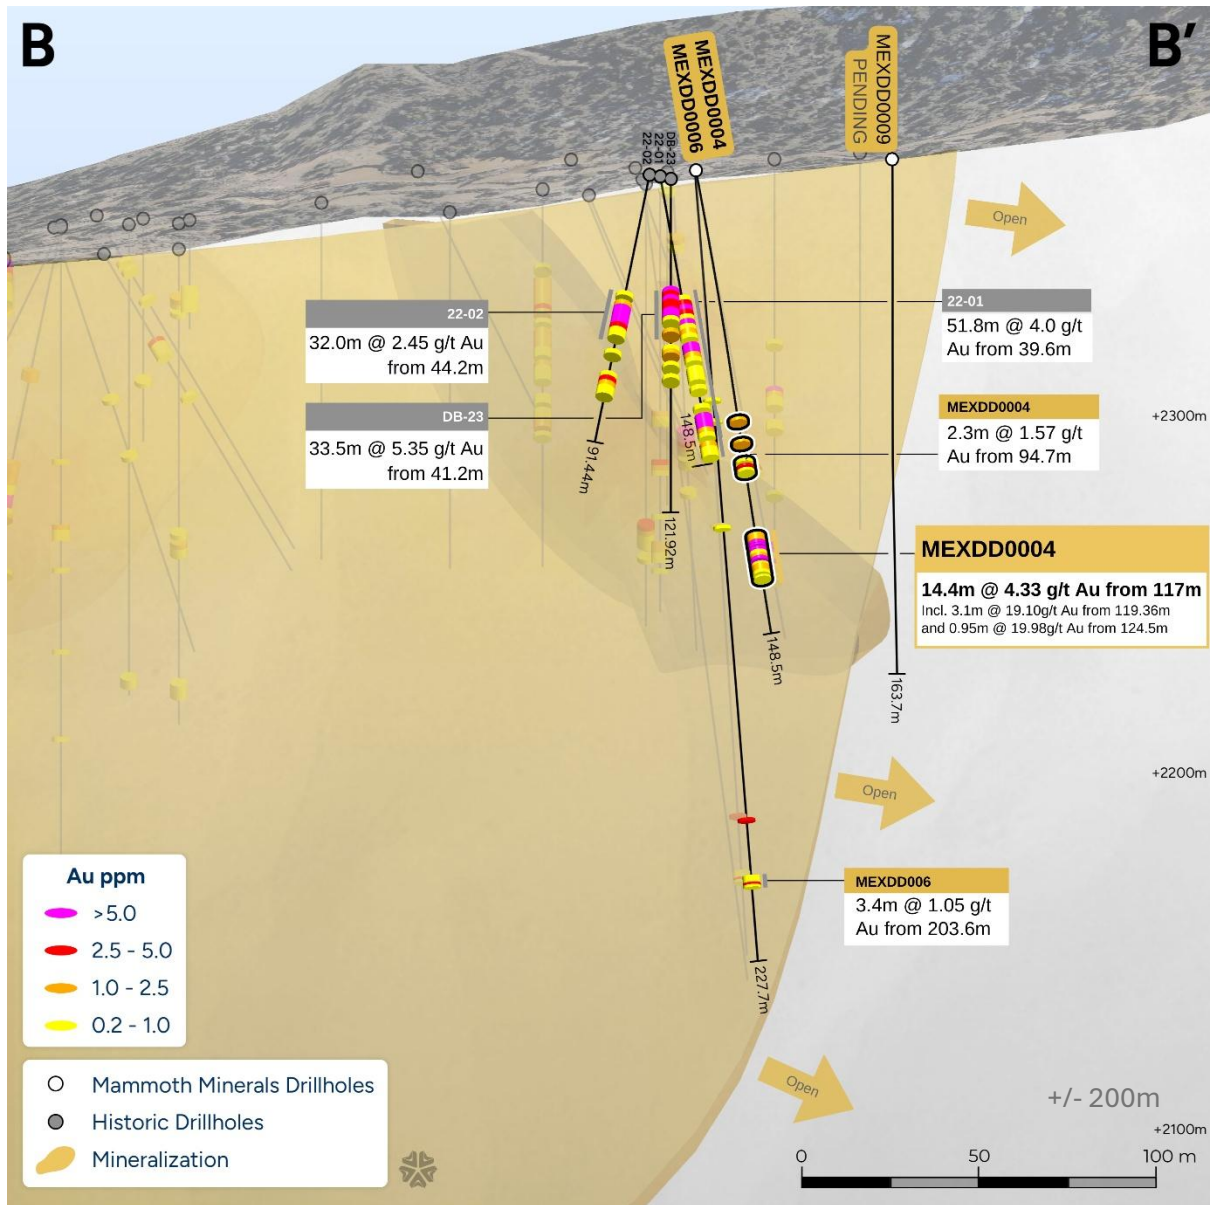 B
B'
MEXDD0004
MEXDD0006
MEXDD0009
PENDING
DB-23
22-01
22-02
Open
22-02
32.0m @ 2.45 g/t Au
from 44.2m
DB-23
33.5m @ 5.35 g/t Au
from 41.2m
22-01
51.8m @ 4.0 g/t
Au from 39.6m
MEXDD0004
2.3m @ 1.57 g/t
Au from 94.7m
+2300m
91.44m
148.5m
121.92m
MEXDD0004
14.4m @ 4.33 g/t Au from 117m
Incl. 3.1m @ 19.10g/t Au from 119.36m
and 0.95m @ 19.98g/t Au from 124.5m
148.5m
163.7m
+2200m
Open
MEXDD006
3.4m @ 1.05 g/t
Au from 203.6m
227.7m
Open
Au ppm
>5.0
2.5 - 5.0
1.0 - 2.5
0.2 - 1.0
Mammoth Minerals Drillholes
Historic Drillholes
Mineralization
+/- 200m
+2100m
0 50 100 m